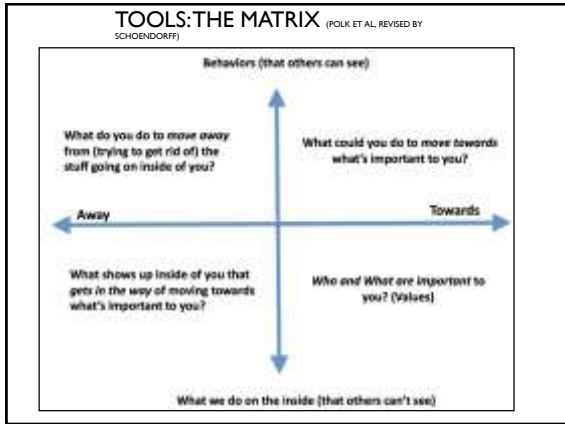 TOOLS: THE MATRIX (POLK ET AL, REVISED BY
SCHOENDORFF)
Behaviors (that others can see)
What do you do to move away
from (trying to get rid of) the
stuff going on inside of you?
What could you do to move towards
what's important to you?
Away
Towards
What shows up inside of you that
gets in the way of moving towards
what's important to you?
Who and What are important to
you? (Values)
What we do on the inside (that others can't see)